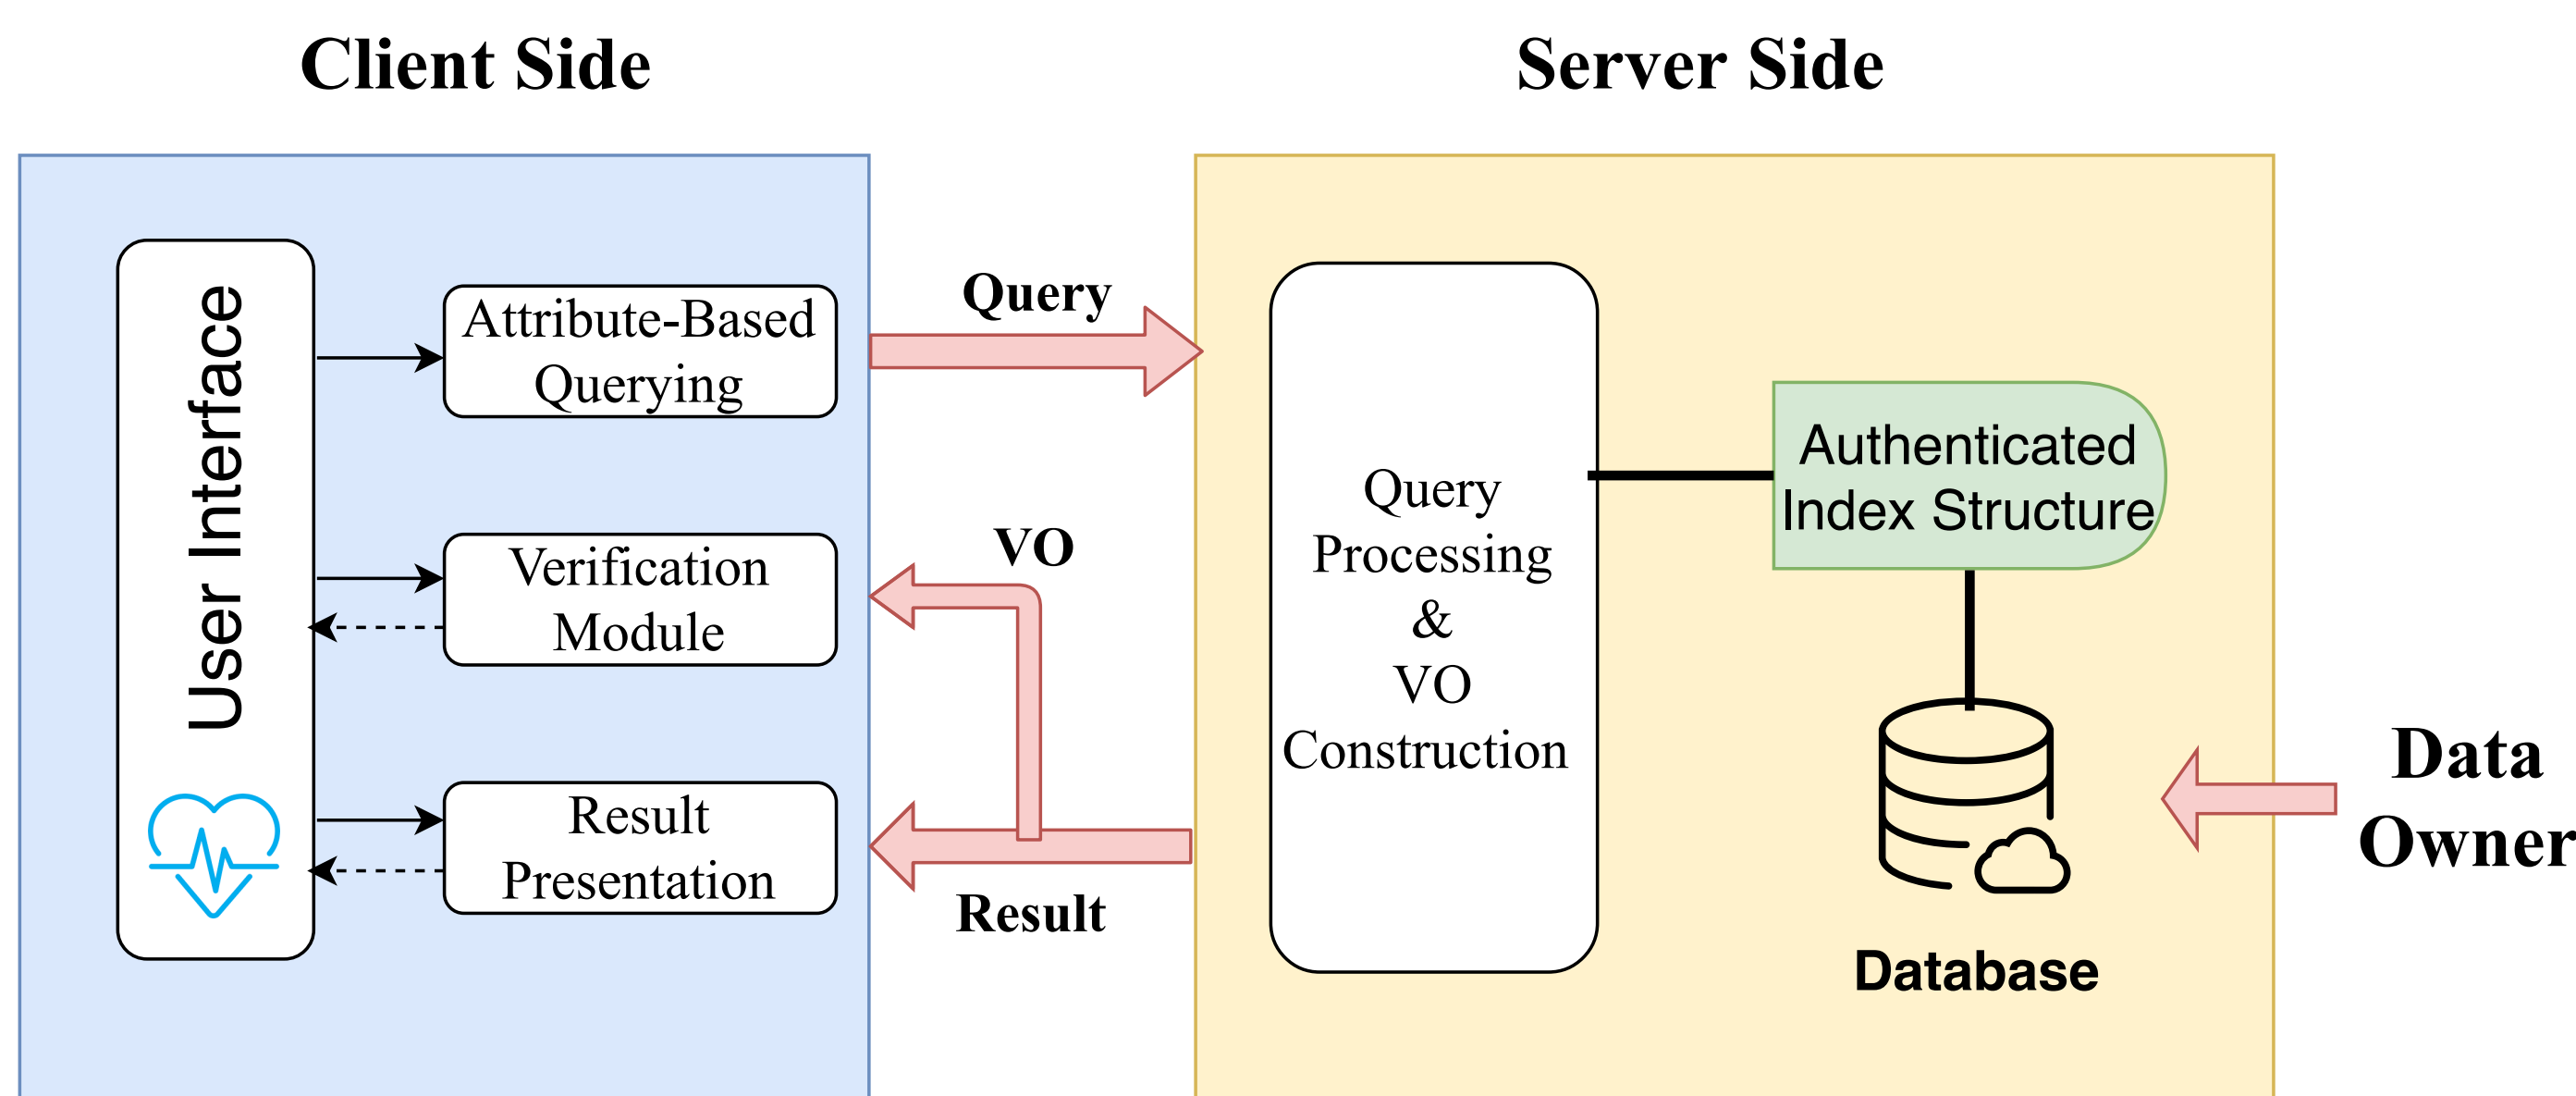 Client Side
Server Side
User Interface
Attribute-Based
Querying
Verification
Module
Result
Presentation
Query
VO
Result
Query
Processing
&
VO
Construction
Authenticated
Index Structure
Database
Data
Owner